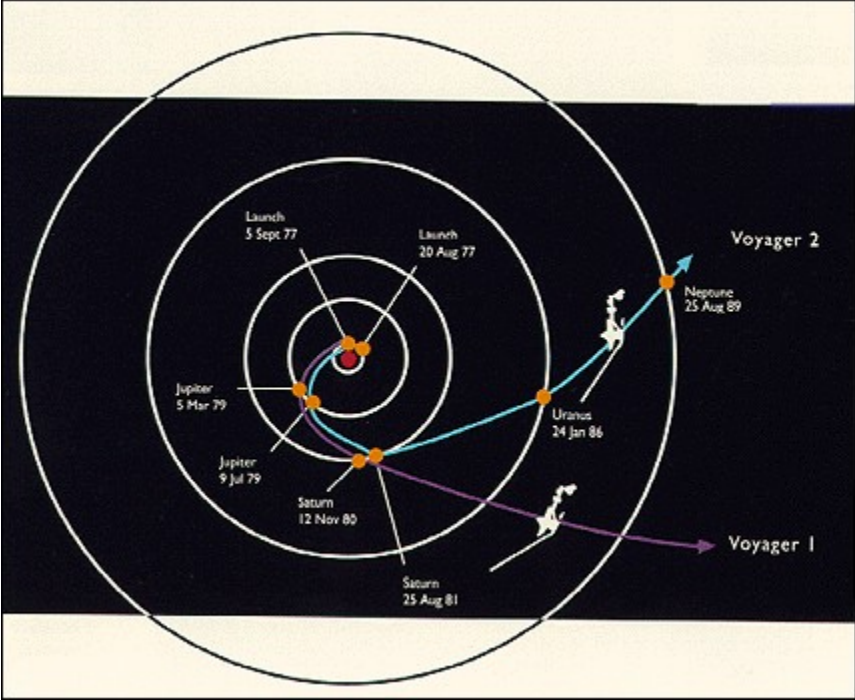 Launch
5 Sept 77
Launch
20 Aug 77
Voyager 2
Neptune
25 Aug 89
Jupiter
5 Mar 79
Uranus
24 Jan 86
Jupiter
9 Jul 79
Saturn
12 Nov 80
Voyager 1
Saturn
25 Aug 81